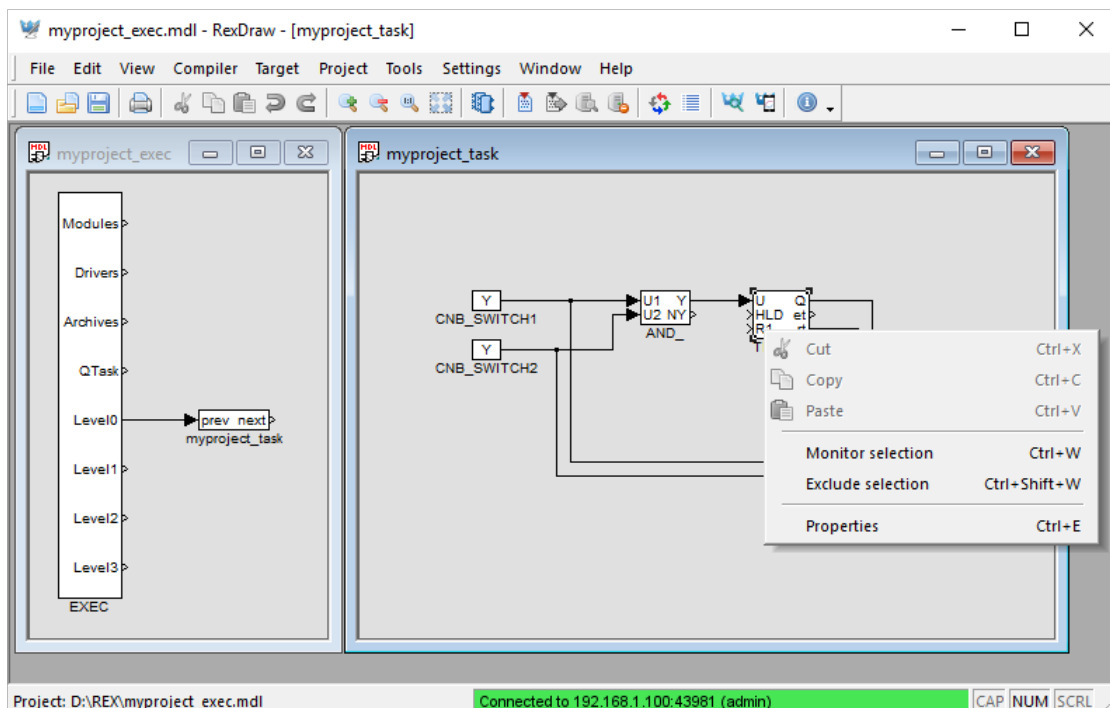 myproject_exec.mdl - RexDraw - [myproject_task]
File Edit View Compiler Target Project Tools Settings Window Help
MDL myproject_exec
Modules
Drivers
Archives
QTask
Level0
prev next
myproject_task
Level1
Level2
Level3
EXEC
MDL myproject_task
Y
CNB_SWITCH1
Y
CNB_SWITCH2
U1 Y
U2 NY
AND_
U Q
HLD et
R1 rt
T
Cut Ctrl+X
Copy Ctrl+C
Paste Ctrl+V
Monitor selection Ctrl+W
Exclude selection Ctrl+Shift+W
Properties Ctrl+E
Project: D:\REX\myproject_exec.mdl Connected to 192.168.1.100:43981 (admin) CAP NUM SCRL